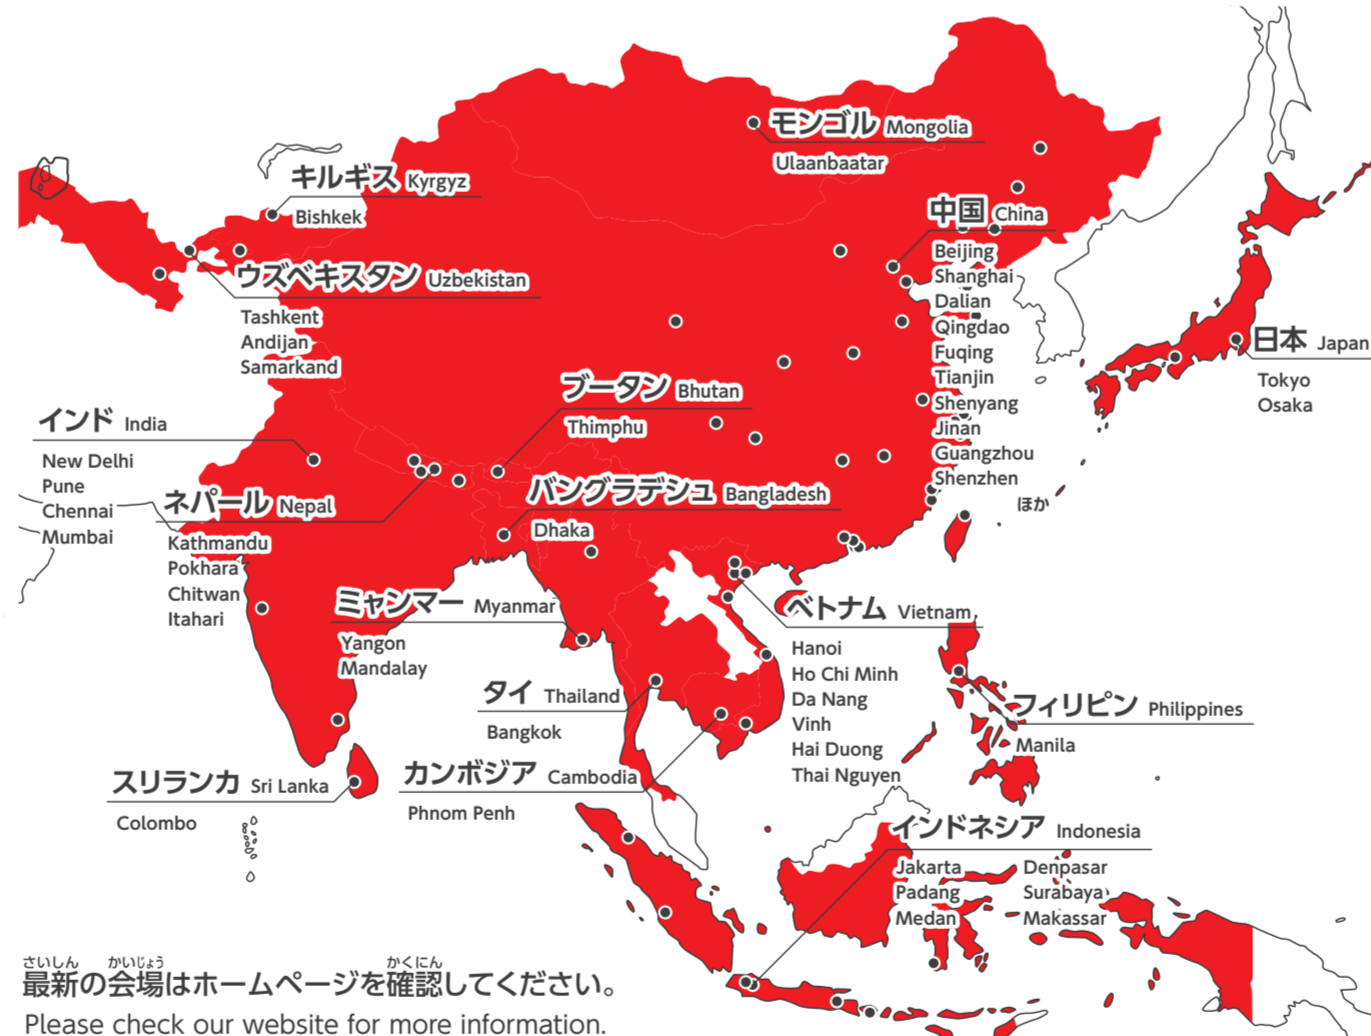 モンゴル Mongolia
Ulaanbaatar
キルギス Kyrgyz
Bishkek
中国 China
Beijing
Shanghai
Dalian
Qingdao
Fuqing
Tianjin
Shenyang
Jinan
Guangzhou
Shenzhen
ほか
ウズベキスタン Uzbekistan
Tashkent
Andijan
Samarkand
日本 Japan
Tokyo
Osaka
ブータン Bhutan
Thimphu
インド India
New Delhi
Pune
Chennai
Mumbai
ネパール Nepal
Kathmandu
Pokhara
Chitwan
Itahari
バングラデシュ Bangladesh
Dhaka
ミャンマー Myanmar
Yangon
Mandalay
ベトナム Vietnam
Hanoi
Ho Chi Minh
Da Nang
Vinh
Hai Duong
Thai Nguyen
タイ Thailand
Bangkok
フィリピン Philippines
Manila
スリランカ Sri Lanka
Colombo
カンボジア Cambodia
Phnom Penh
インドネシア Indonesia
Jakarta Denpasar
Padang Surabaya
Medan Makassar
さいしん かいじょう かくにん
最新の会場はホームページを確認してください。
Please check our website for more information.